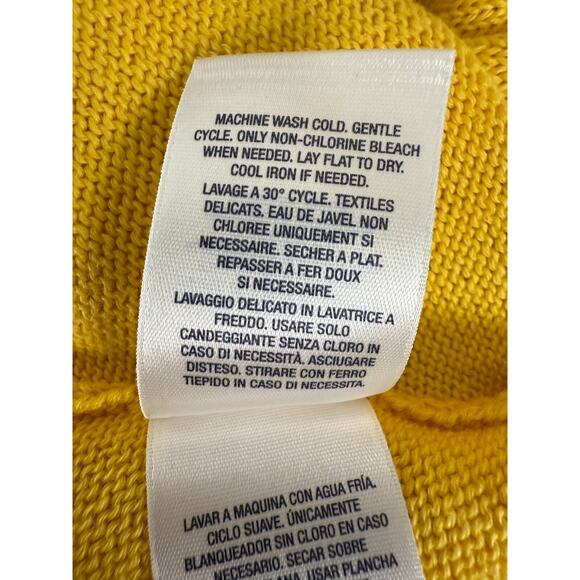 MACHINE WASH COLD. GENTLE
CYCLE. ONLY NON-CHLORINE BLEACH
WHEN NEEDED. LAY FLAT TO DRY.
COOL IRON IF NEEDED.
LAVAGE A 30° CYCLE. TEXTILES
DELICATS. EAU DE JAVEL NON
CHLOREE UNIQUEMENT SI
NECESSAIRE. SECHER A PLAT.
REPASSER A FER DOUX
SI NECESSAIRE.
LAVAGGIO DELICATO IN LAVATRICE A
FREDDO. USARE SOLO
CANDEGGIANTE SENZA CLORO IN
CASO DI NECESSITÀ. ASCIUGARE
DISTESO. STIRARE CON FERRO
TIEPIDO IN CASO DI NECESSITÀ.
LAVAR A MAQUINA CON AGUA FRÍA.
CICLO SUAVE. ÚNICAMENTE
BLANQUEADOR SIN CLORO EN CASO
NECESARIO. SECAR SOBRE
USAR PLANCHA